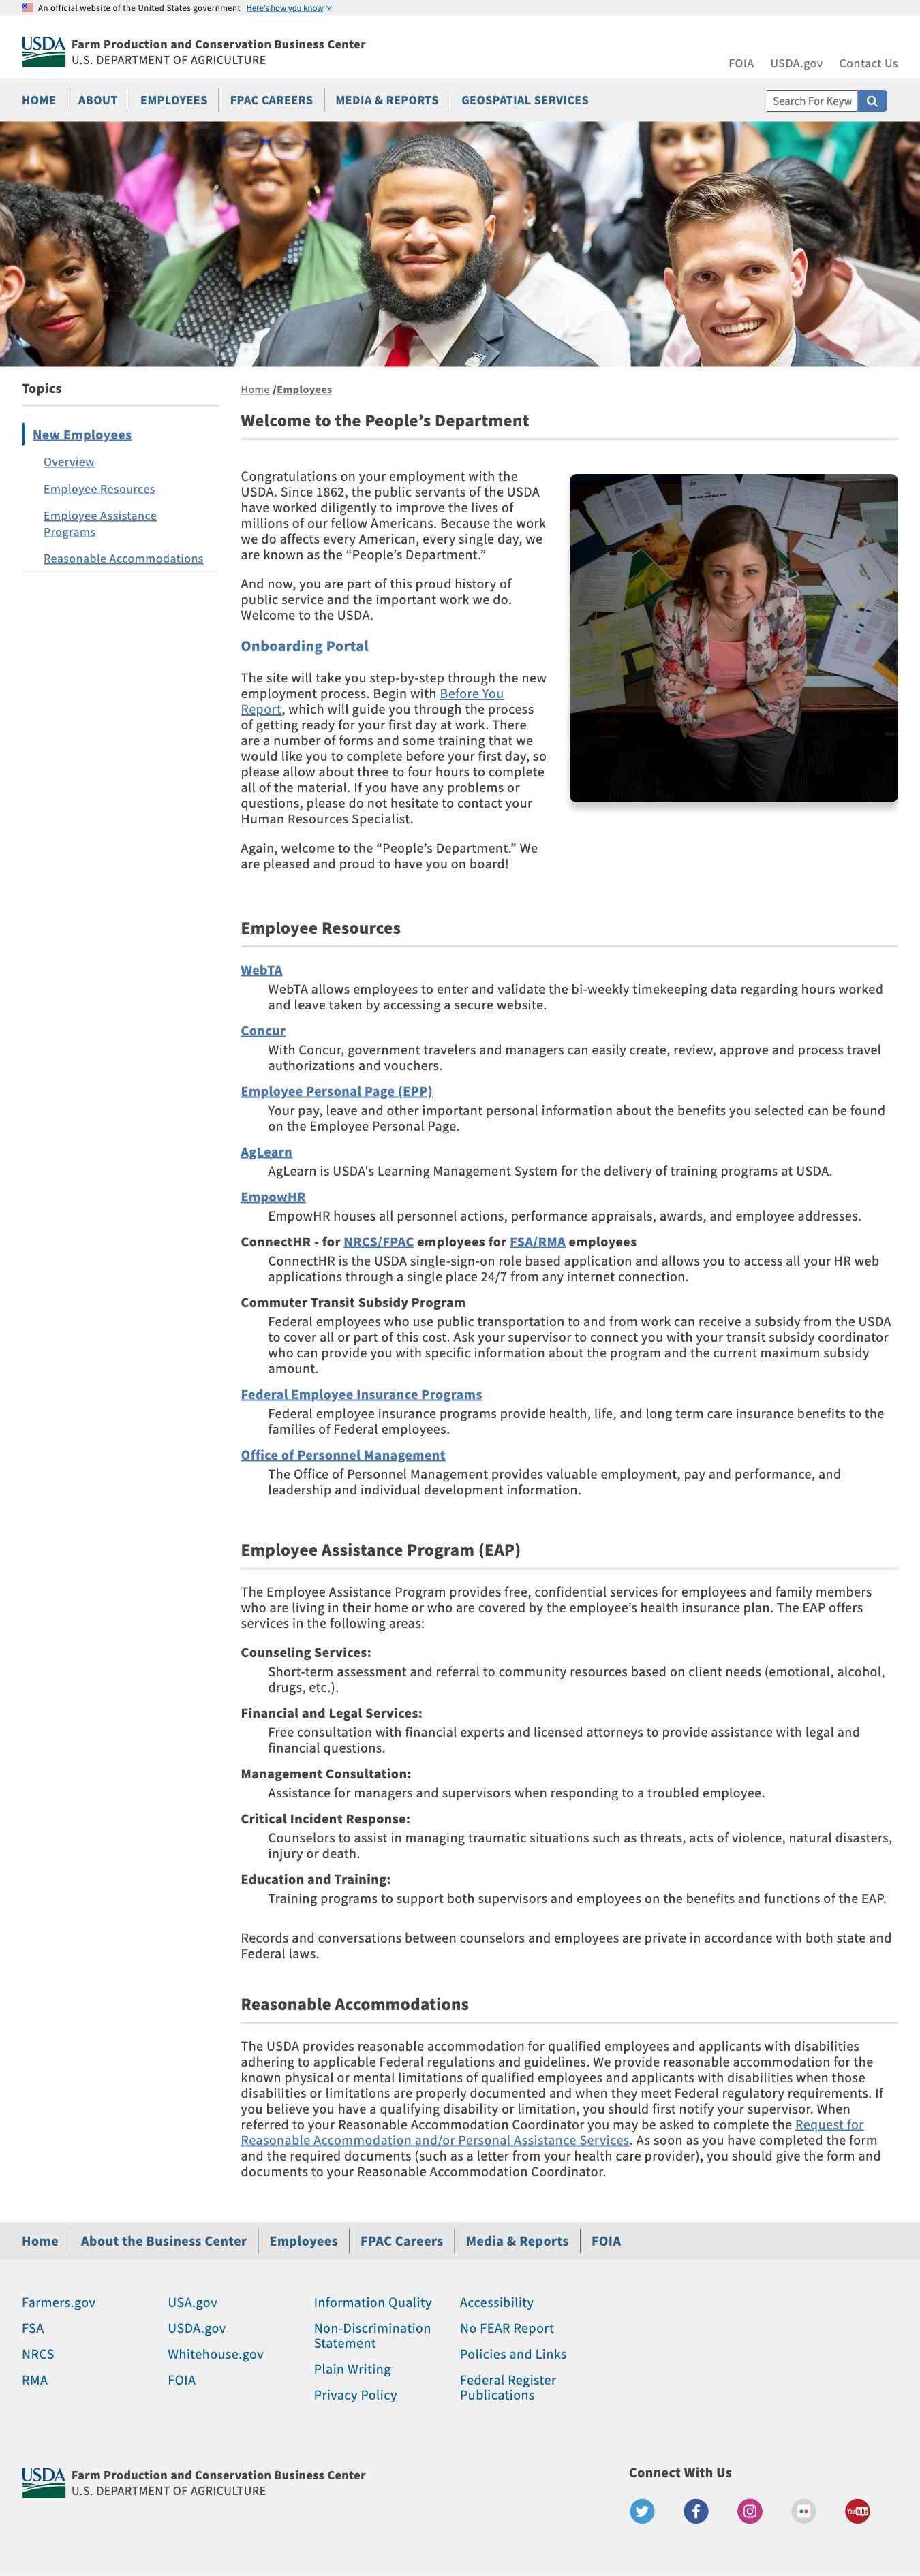 An official website of the United States government Here's how you know
USDA Farm Production and Conservation Business Center
U.S. DEPARTMENT OF AGRICULTURE
FOIA USDA.gov Contact Us
HOME ABOUT EMPLOYEES FPAC CAREERS MEDIA & REPORTS GEOSPATIAL SERVICES Search For Keyw
Topics
New Employees
Overview
Employee Resources
Employee Assistance
Programs
Reasonable Accommodations
Home /Employees
Welcome to the People’s Department
Congratulations on your employment with the
USDA. Since 1862, the public servants of the USDA
have worked diligently to improve the lives of
millions of our fellow Americans. Because the work
we do affects every American, every single day, we
are known as the “People’s Department.”
And now, you are part of this proud history of
public service and the important work we do.
Welcome to the USDA.
Onboarding Portal
The site will take you step-by-step through the new
employment process. Begin with Before You
Report, which will guide you through the process
of getting ready for your first day at work. There
are a number of forms and some training that we
would like you to complete before your first day, so
please allow about three to four hours to complete
all of the material. If you have any problems or
questions, please do not hesitate to contact your
Human Resources Specialist.
Again, welcome to the “People’s Department.” We
are pleased and proud to have you on board!
Employee Resources
WebTA
WebTA allows employees to enter and validate the bi-weekly timekeeping data regarding hours worked
and leave taken by accessing a secure website.
Concur
With Concur, government travelers and managers can easily create, review, approve and process travel
authorizations and vouchers.
Employee Personal Page (EPP)
Your pay, leave and other important personal information about the benefits you selected can be found
on the Employee Personal Page.
AgLearn
AgLearn is USDA's Learning Management System for the delivery of training programs at USDA.
EmpowHR
EmpowHR houses all personnel actions, performance appraisals, awards, and employee addresses.
ConnectHR - for NRCS/FPAC employees for FSA/RMA employees
ConnectHR is the USDA single-sign-on role based application and allows you to access all your HR web
applications through a single place 24/7 from any internet connection.
Commuter Transit Subsidy Program
Federal employees who use public transportation to and from work can receive a subsidy from the USDA
to cover all or part of this cost. Ask your supervisor to connect you with your transit subsidy coordinator
who can provide you with specific information about the program and the current maximum subsidy
amount.
Federal Employee Insurance Programs
Federal employee insurance programs provide health, life, and long term care insurance benefits to the
families of Federal employees.
Office of Personnel Management
The Office of Personnel Management provides valuable employment, pay and performance, and
leadership and individual development information.
Employee Assistance Program (EAP)
The Employee Assistance Program provides free, confidential services for employees and family members
who are living in their home or who are covered by the employee’s health insurance plan. The EAP offers
services in the following areas:
Counseling Services:
Short-term assessment and referral to community resources based on client needs (emotional, alcohol,
drugs, etc.).
Financial and Legal Services:
Free consultation with financial experts and licensed attorneys to provide assistance with legal and
financial questions.
Management Consultation:
Assistance for managers and supervisors when responding to a troubled employee.
Critical Incident Response:
Counselors to assist in managing traumatic situations such as threats, acts of violence, natural disasters,
injury or death.
Education and Training:
Training programs to support both supervisors and employees on the benefits and functions of the EAP.
Records and conversations between counselors and employees are private in accordance with both state and
Federal laws.
Reasonable Accommodations
The USDA provides reasonable accommodation for qualified employees and applicants with disabilities
adhering to applicable Federal regulations and guidelines. We provide reasonable accommodation for the
known physical or mental limitations of qualified employees and applicants with disabilities when those
disabilities or limitations are properly documented and when they meet Federal regulatory requirements. If
you believe you have a qualifying disability or limitation, you should first notify your supervisor. When
referred to your Reasonable Accommodation Coordinator you may be asked to complete the Request for
Reasonable Accommodation and/or Personal Assistance Services. As soon as you have completed the form
and the required documents (such as a letter from your health care provider), you should give the form and
documents to your Reasonable Accommodation Coordinator.
Home About the Business Center Employees FPAC Careers Media & Reports FOIA
Farmers.gov
FSA
NRCS
RMA
USA.gov
USDA.gov
Whitehouse.gov
FOIA
Information Quality
Non-Discrimination
Statement
Plain Writing
Privacy Policy
Accessibility
No FEAR Report
Policies and Links
Federal Register
Publications
USDA Farm Production and Conservation Business Center
U.S. DEPARTMENT OF AGRICULTURE
Connect With Us
YouTube